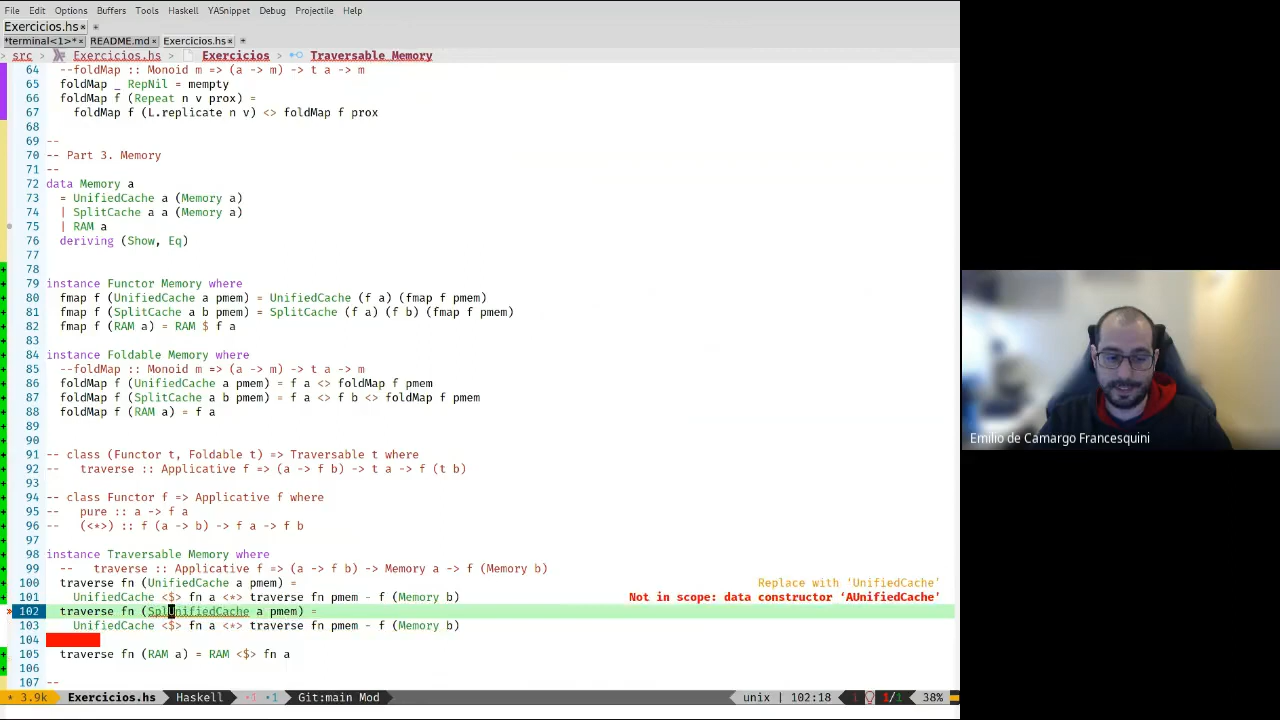 File Edit Options Buffers Tools Haskell YASnippet Debug Projectile Help
Exercicios.hs× +
*terminal<1>*× README.md× Exercicios.hs× +
> src > Exercicios.hs > Exercicios > Traversable Memory
64 --foldMap :: Monoid m => (a -> m) -> t a -> m
65 foldMap _ RepNil = mempty
66 foldMap f (Repeat n v prox) =
67 foldMap f (L.replicate n v) <> foldMap f prox
68
69 --
70 -- Part 3. Memory
71 --
72 data Memory a
73 = UnifiedCache a (Memory a)
74 | SplitCache a a (Memory a)
75 | RAM a
76 deriving (Show, Eq)
77
78
79 instance Functor Memory where
80 fmap f (UnifiedCache a pmem) = UnifiedCache (f a) (fmap f pmem)
81 fmap f (SplitCache a b pmem) = SplitCache (f a) (f b) (fmap f pmem)
82 fmap f (RAM a) = RAM $ f a
83
84 instance Foldable Memory where
85 --foldMap :: Monoid m => (a -> m) -> t a -> m
86 foldMap f (UnifiedCache a pmem) = f a <> foldMap f pmem
87 foldMap f (SplitCache a b pmem) = f a <> f b <> foldMap f pmem
88 foldMap f (RAM a) = f a
89
90
91 -- class (Functor t, Foldable t) => Traversable t where
92 -- traverse :: Applicative f => (a -> f b) -> t a -> f (t b)
93
94 -- class Functor f => Applicative f where
95 -- pure :: a -> f a
96 -- (<*>) :: f (a -> b) -> f a -> f b
97
98 instance Traversable Memory where
99 -- traverse :: Applicative f => (a -> f b) -> Memory a -> f (Memory b)
100 traverse fn (UnifiedCache a pmem) = Replace with ‘UnifiedCache’
101 UnifiedCache <$> fn a <*> traverse fn pmem - f (Memory b) Not in scope: data constructor ‘AUnifiedCache’
102 traverse fn (SplUnifiedCache a pmem) =
103 UnifiedCache <$> fn a <*> traverse fn pmem - f (Memory b)
104
105 traverse fn (RAM a) = RAM <$> fn a
106
107 --
* 3.9k Exercicios.hs Haskell •1 •1 Git:main Mod unix | 102:18 1/1 38%
Emilio de Camargo Francesquini